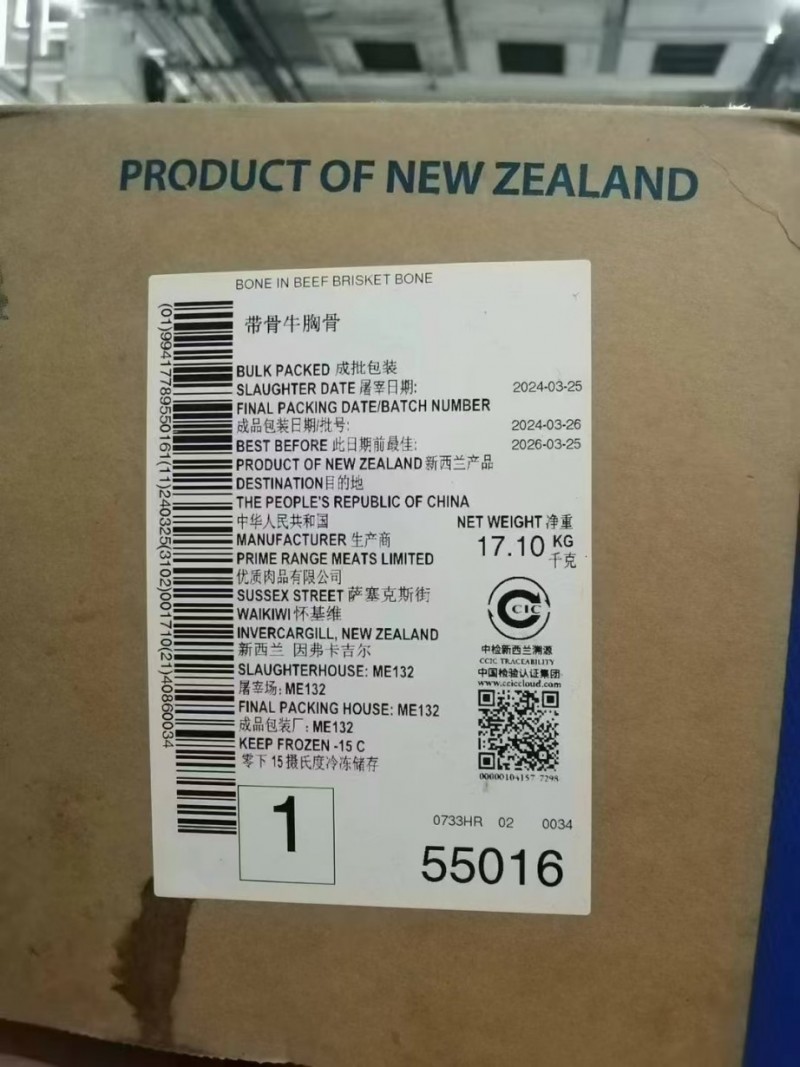 PRODUCT OF NEW ZEALAND
BONE IN BEEF BRISKET BONE
带骨牛胸骨
BULK PACKED 成批包装
SLAUGHTER DATE 屠宰日期: 2024-03-25
FINAL PACKING DATE/BATCH NUMBER
成品包装日期/批号: 2024-03-26
BEST BEFORE 此日期前最佳: 2026-03-25
PRODUCT OF NEW ZEALAND 新西兰产品
DESTINATION目的地
THE PEOPLE'S REPUBLIC OF CHINA
中华人民共和国
NET WEIGHT 净重
17.10 KG
千克
MANUFACTURER 生产商
PRIME RANGE MEATS LIMITED
优质肉品有限公司
SUSSEX STREET 萨塞克斯街
WAIKIWI 怀基维
INVERCARGILL, NEW ZEALAND
新西兰 因弗卡吉尔
SLAUGHTERHOUSE: ME132
屠宰场: ME132
FINAL PACKING HOUSE: ME132
成品包装厂: ME132
KEEP FROZEN -15 C
零下 15 摄氏度冷冻储存
CCIC
中检新西兰溯源
CCIC TRACEABILITY
中国检验认证集团
www.cciccloud.com
00000104157 7298
(01)99417789550161(11)240325(3102)001710(21)40860034
1
0733HR 02 0034
55016